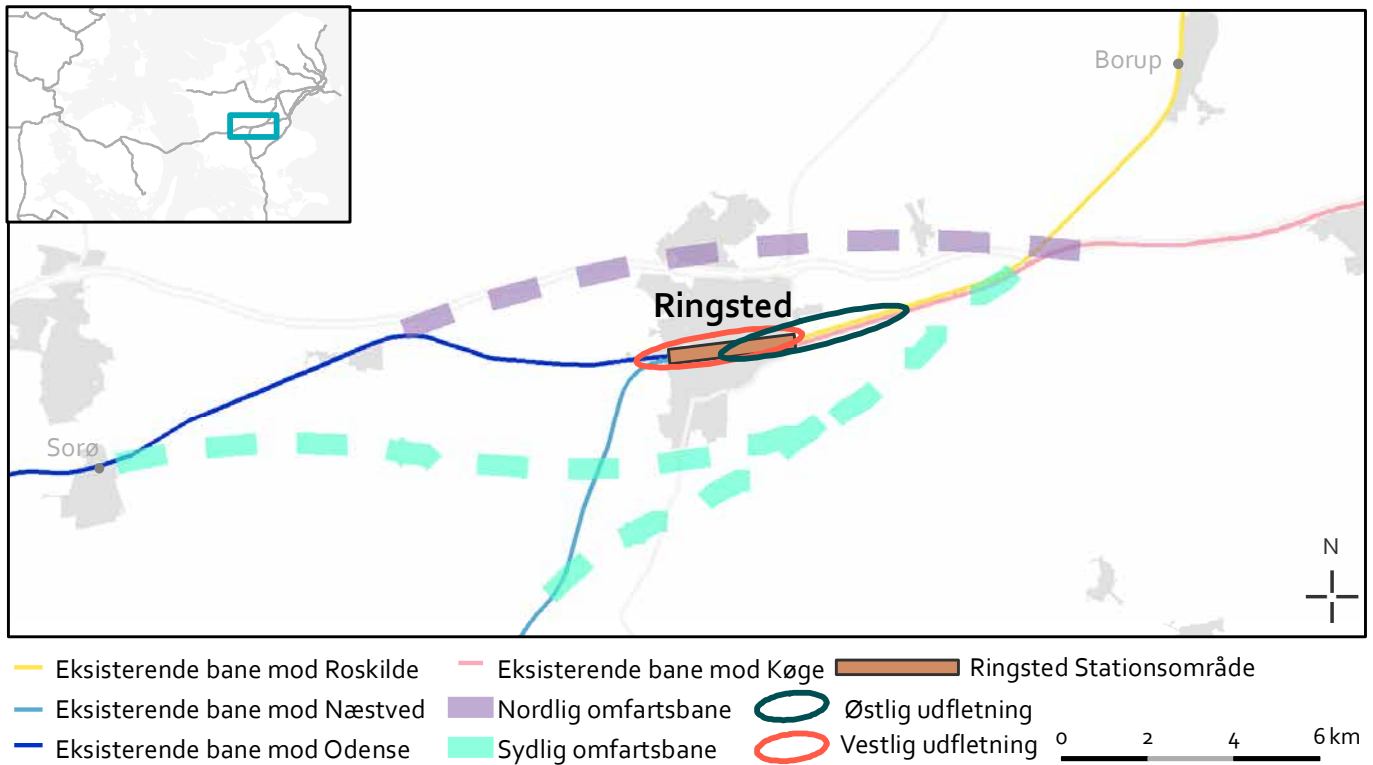 Borup
Ringsted
Sorø
N
Eksisterende bane mod Roskilde
Eksisterende bane mod Køge
Ringsted Stationsområde
Eksisterende bane mod Næstved
Nordlig omfartsbane
Østlig udfletning
Eksisterende bane mod Odense
Sydlig omfartsbane
Vestlig udfletning
0 2 4 6 km